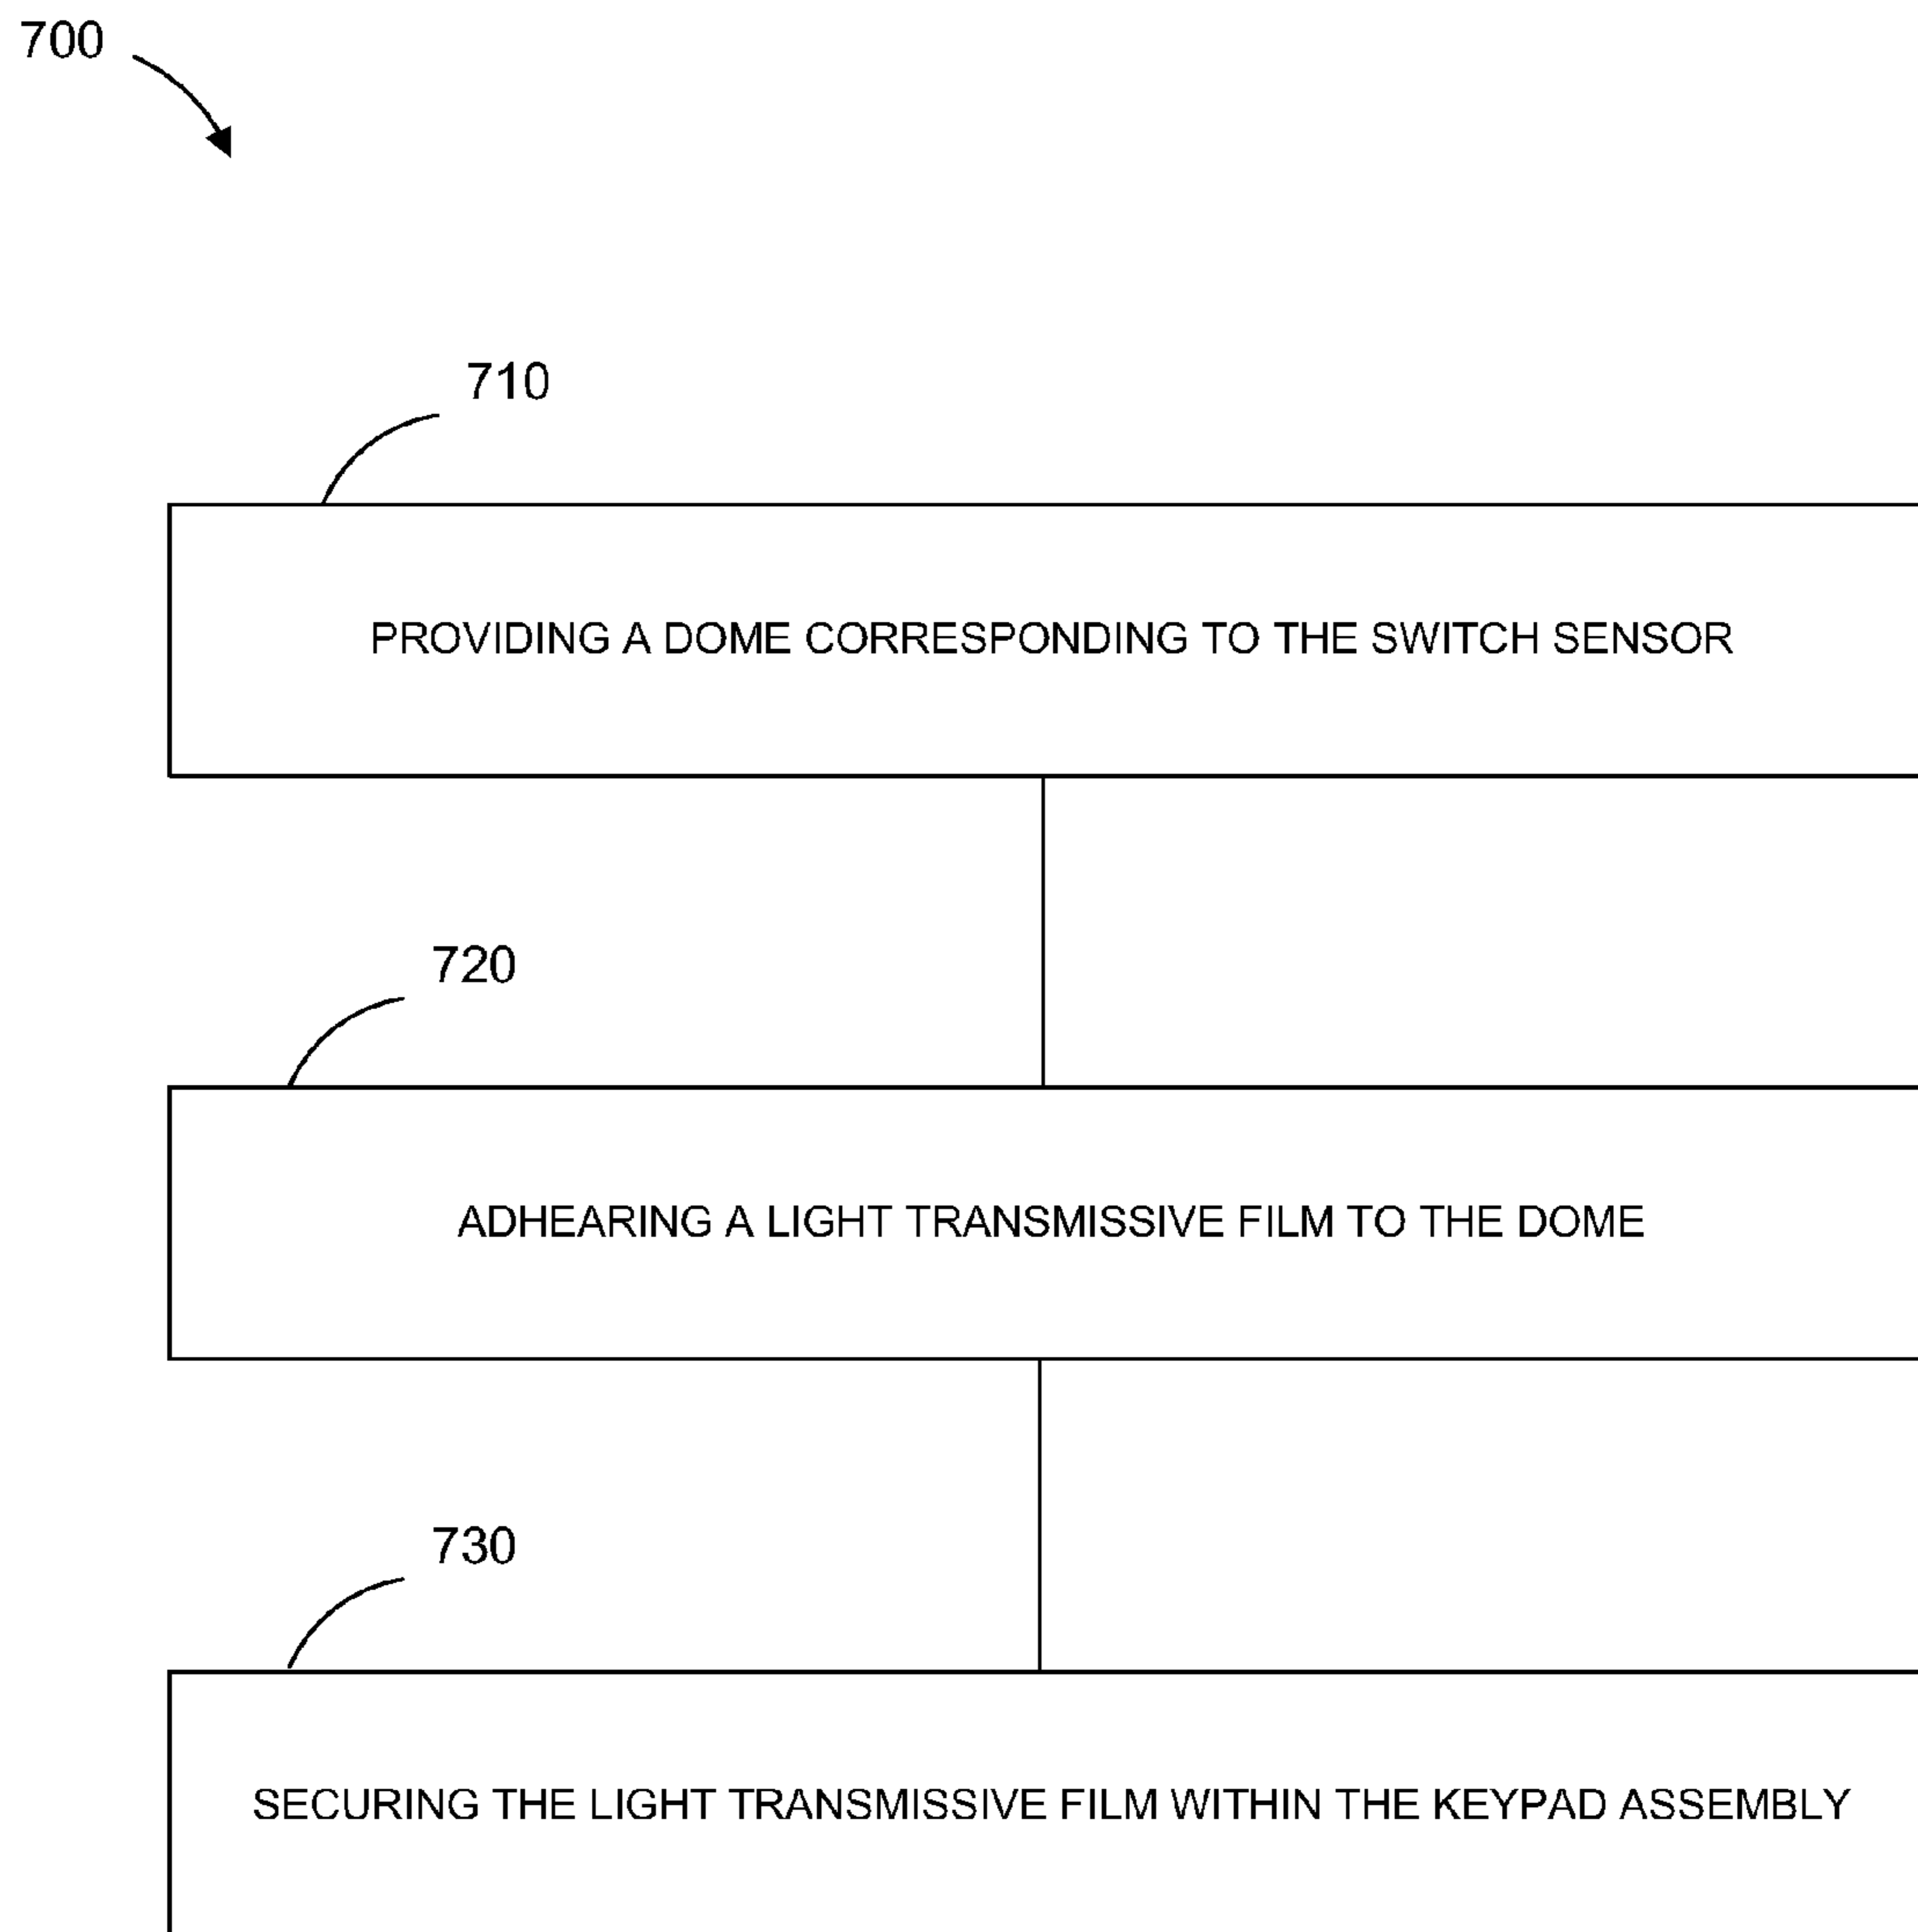 700
710
PROVIDING A DOME CORRESPONDING TO THE SWITCH SENSOR
720
ADHEARING A LIGHT TRANSMISSIVE FILM TO THE DOME
730
SECURING THE LIGHT TRANSMISSIVE FILM WITHIN THE KEYPAD ASSEMBLY